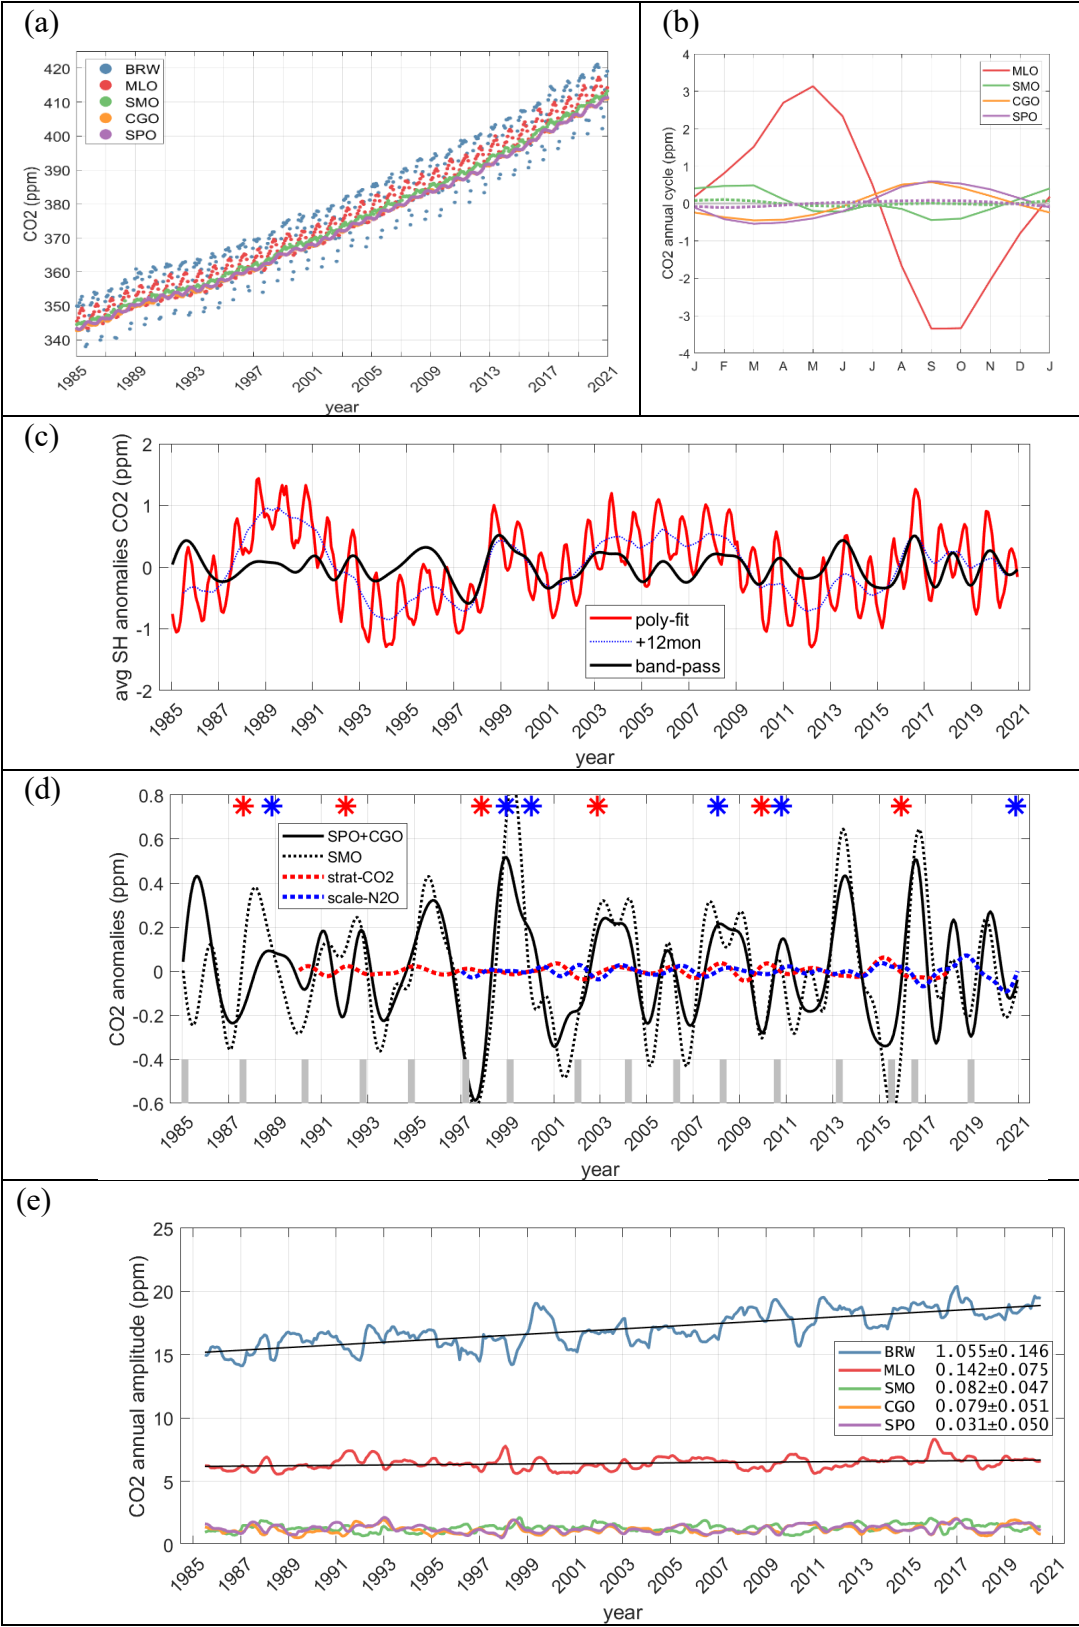 (a)
CO2 (ppm)
420
410
400
390
380
370
360
350
340
BRW
MLO
SMO
CGO
SPO
1985 1989 1993 1997 2001 2005 2009 2013 2017 2021
year
(b)
CO2 annual cycle (ppm)
4
3
2
1
0
-1
-2
-3
-4
MLO
SMO
CGO
SPO
J F M A M J J A S O N D J
(c)
avg SH anomalies CO2 (ppm)
2
1
0
-1
-2
poly-fit
+12mon
band-pass
1985 1987 1989 1991 1993 1995 1997 1999 2001 2003 2005 2007 2009 2011 2013 2015 2017 2019 2021
year
(d)
CO2 anomalies (ppm)
0.8
0.6
0.4
0.2
0
-0.2
-0.4
-0.6
SPO+CGO
SMO
strat-CO2
scale-N2O
1985 1987 1989 1991 1993 1995 1997 1999 2001 2003 2005 2007 2009 2011 2013 2015 2017 2019 2021
year
(e)
CO2 annual amplitude (ppm)
25
20
15
10
5
0
BRW 1.055±0.146
MLO 0.142±0.075
SMO 0.082±0.047
CGO 0.079±0.051
SPO 0.031±0.050
1985 1987 1989 1991 1993 1995 1997 1999 2001 2003 2005 2007 2009 2011 2013 2015 2017 2019 2021
year